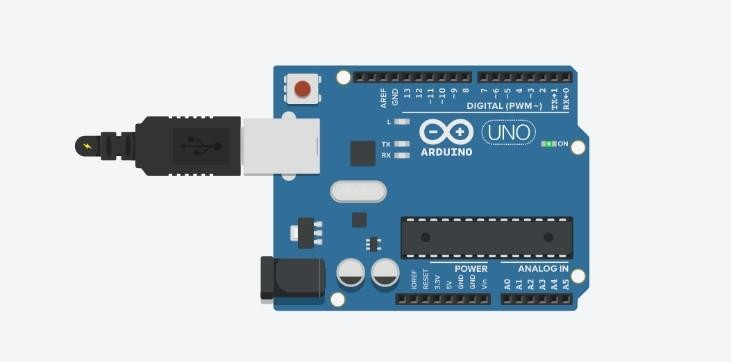 AREF
GND
13
12
~11
~10
~9
8
7
~6
~5
4
~3
2
TX→1
RX←0
DIGITAL (PWM~)
L
TX
RX
UNO
ARDUINO
ON
POWER
ANALOG IN
IOREF
RESET
3.3V
5V
GND
GND
Vin
A0
A1
A2
A3
A4
A5